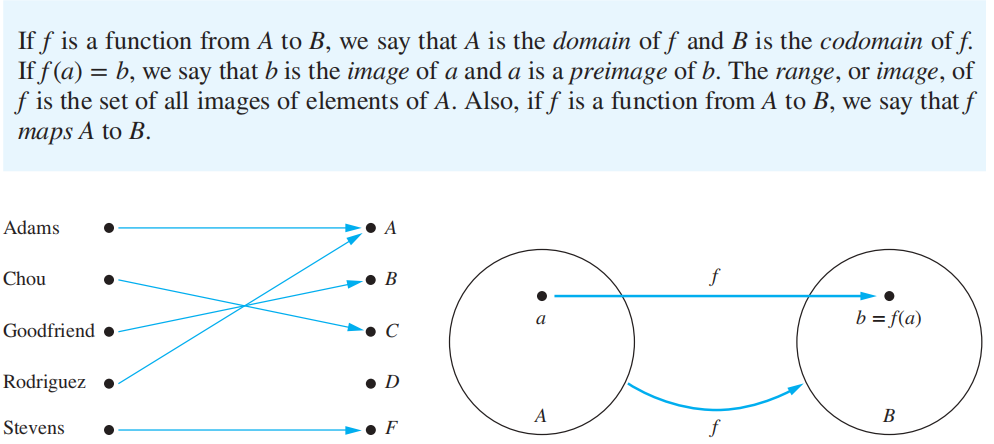 If f is a function from A to B, we say that A is the domain of f and B is the codomain of f.
If f(a) = b, we say that b is the image of a and a is a preimage of b. The range, or image, of
f is the set of all images of elements of A. Also, if f is a function from A to B, we say that f
maps A to B.
Adams
A
Chou
B
Goodfriend
C
Rodriguez
D
Stevens
F
f
a
b = f(a)
A
B
f